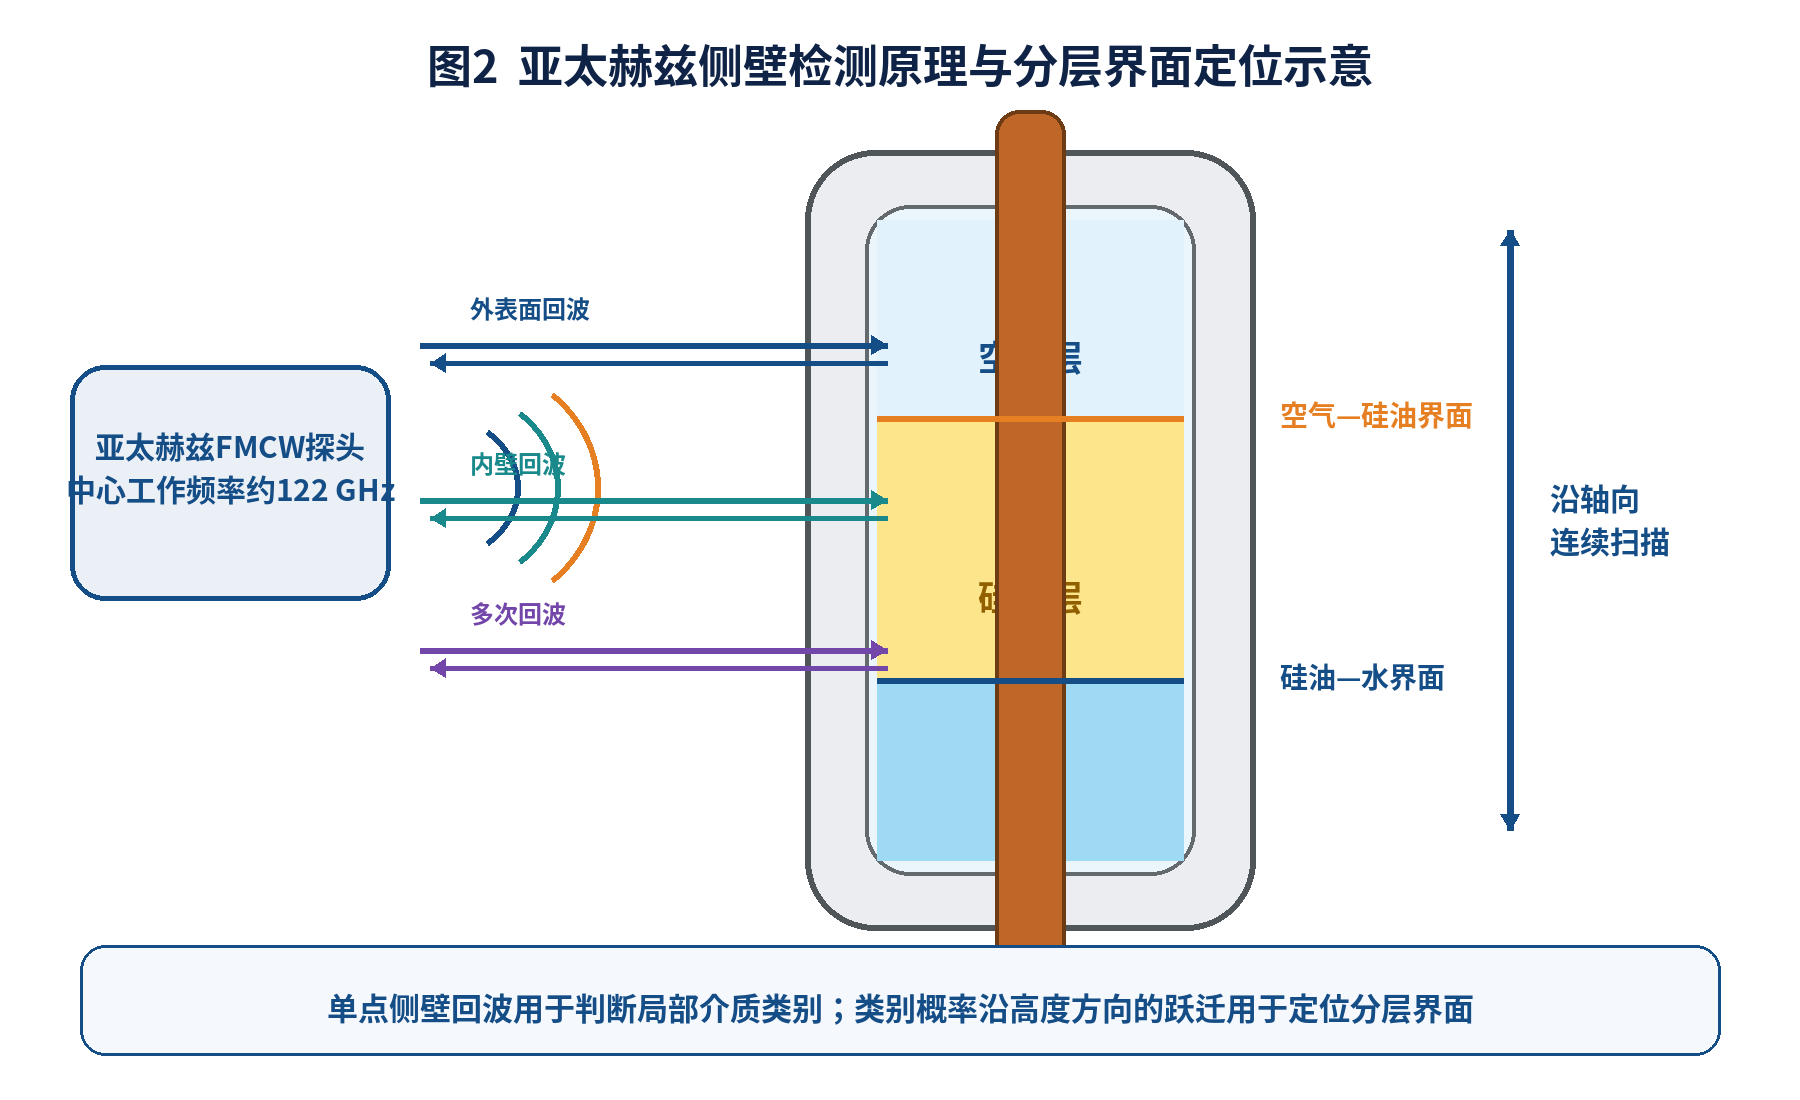 图2 亚太赫兹侧壁检测原理与分层界面定位示意
外表面回波
空 层
空气—硅油界面
亚太赫兹FMCW探头
中心工作频率约122 GHz
内壁回波
沿轴向
连续扫描
层
多次回波
硅油—水界面
单点侧壁回波用于判断局部介质类别；类别概率沿高度方向的跃迁用于定位分层界面